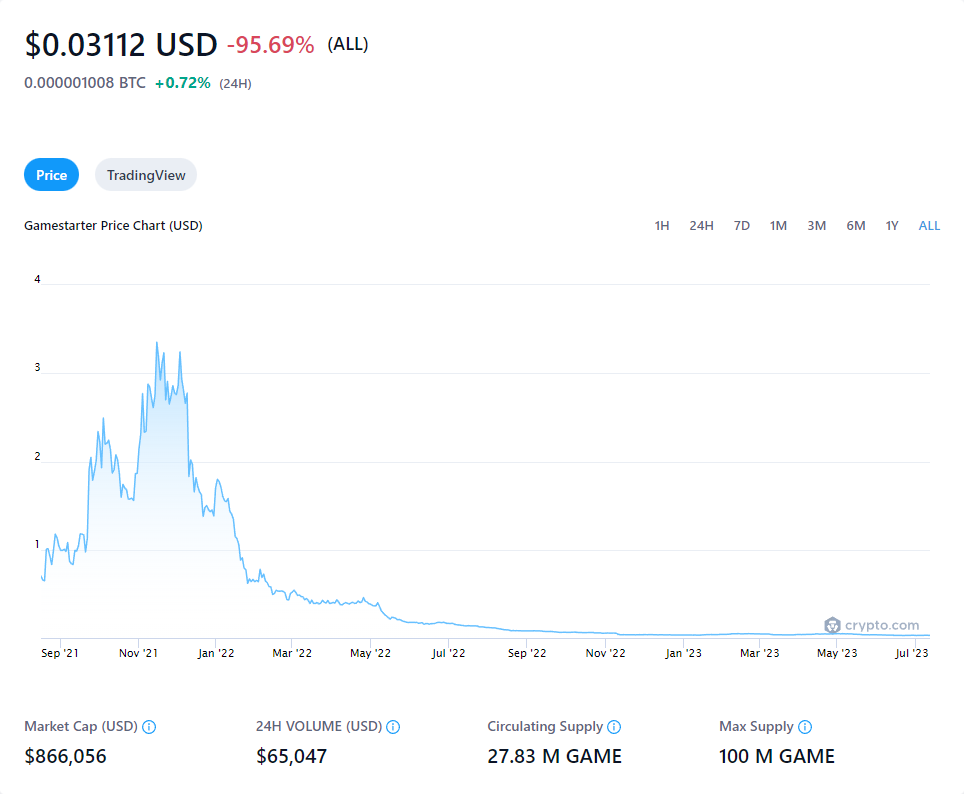 $0.03112 USD -95.69% (ALL)
0.000001008 BTC +0.72% (24H)
Price TradingView
Gamestarter Price Chart (USD) 1H 24H 7D 1M 3M 6M 1Y ALL
4
3
2
1
crypto.com
Sep '21 Nov '21 Jan '22 Mar '22 May '22 Jul '22 Sep '22 Nov '22 Jan '23 Mar '23 May '23 Jul '23
Market Cap (USD) 24H VOLUME (USD) Circulating Supply Max Supply
$866,056 $65,047 27.83 M GAME 100 M GAME